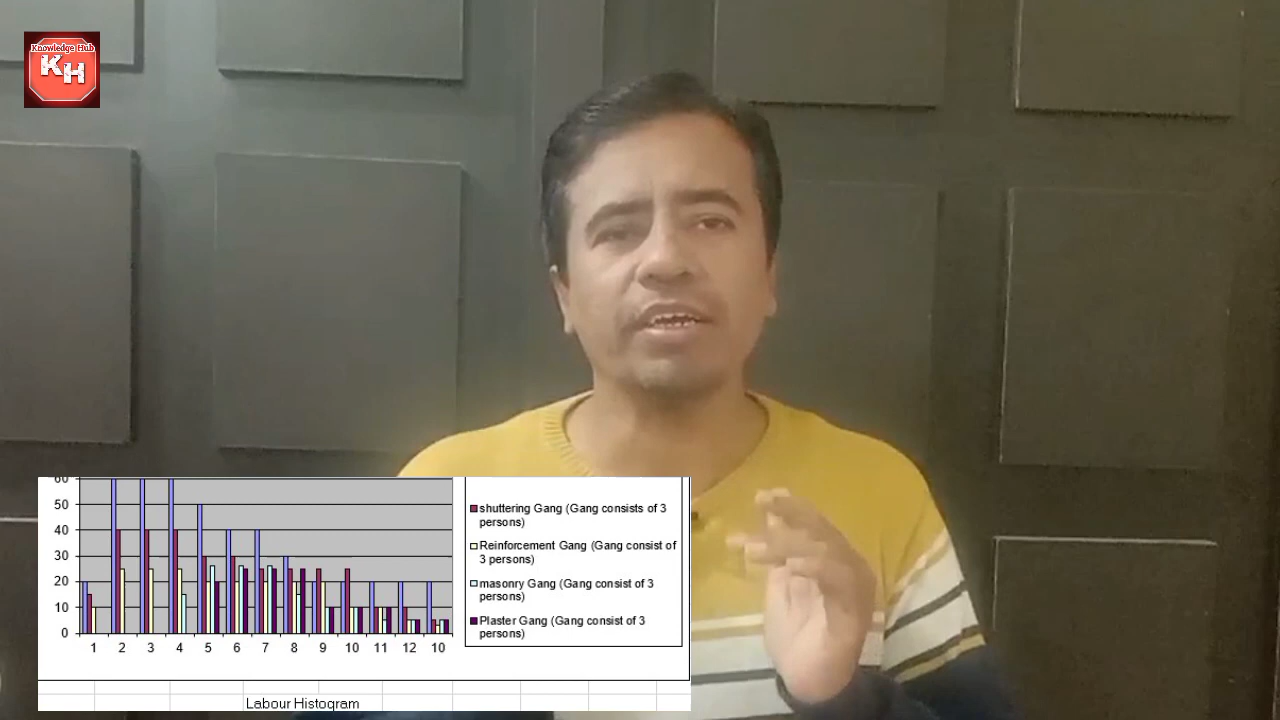 Knowledge Hub
KH
60
50
40
30
20
10
0
1 2 3 4 5 6 7 8 9 10 11 12 10
shuttering Gang (Gang consists of 3
persons)
Reinforcement Gang (Gang consist of
3 persons)
masonry Gang (Gang consist of 3
persons)
Plaster Gang (Gang consist of 3
persons)
Labour Histogram